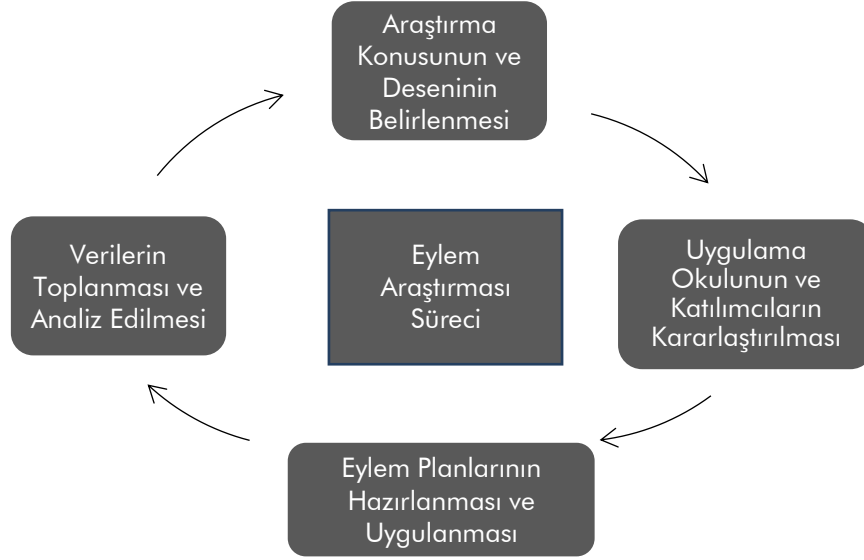 Araştırma
Konusunun ve
Deseninin
Belirlenmesi
Verilerin
Toplanması ve
Analiz Edilmesi
Eylem
Araştırması
Süreci
Uygulama
Okulunun ve
Katılımcıların
Kararlaştırılması
Eylem Planlarının
Hazırlanması ve
Uygulanması